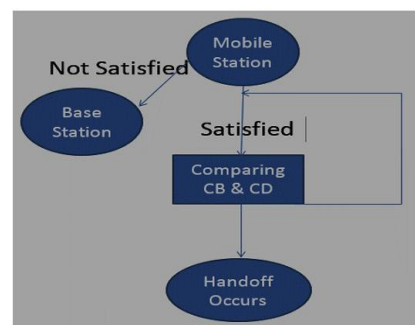 Mobile
Station
Not Satisfied
Base
Station
Satisfied
Comparing
CB & CD
Handoff
Occurs